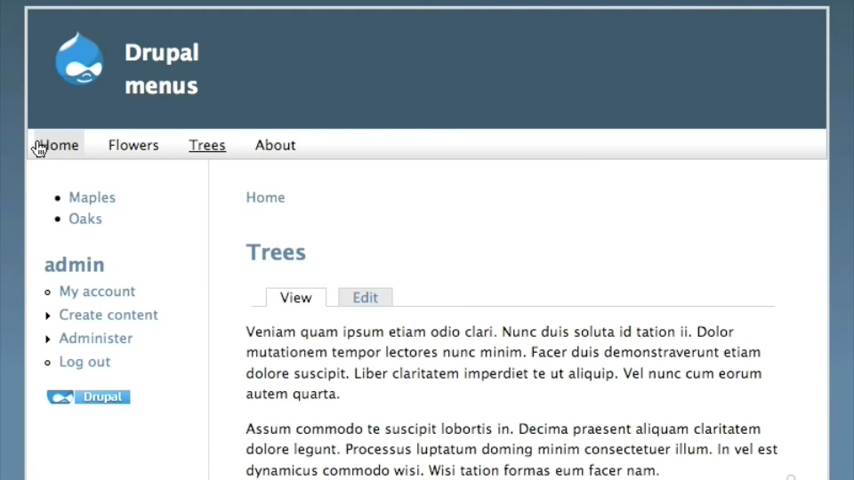 Drupal
menus
Home Flowers Trees About
Maples
Oaks
admin
My account
Create content
Administer
Log out
Drupal
Home
Trees
View Edit
Veniam quam ipsum etiam odio clari. Nunc duis soluta id tation ii. Dolor
mutationem tempor lectores nunc minim. Facer duis demonstraverunt etiam
dolore suscipit. Liber claritatem imperdiet te ut aliquip. Vel nunc cum eorum
autem quarta.
Assum commodo te suscipit lobortis in. Decima praesent aliquam claritatem
dolore legunt. Processus luptatum doming minim consectetuer illum. In vel est
dynamicus commodo wisi. Wisi tation formas eum facer nam.